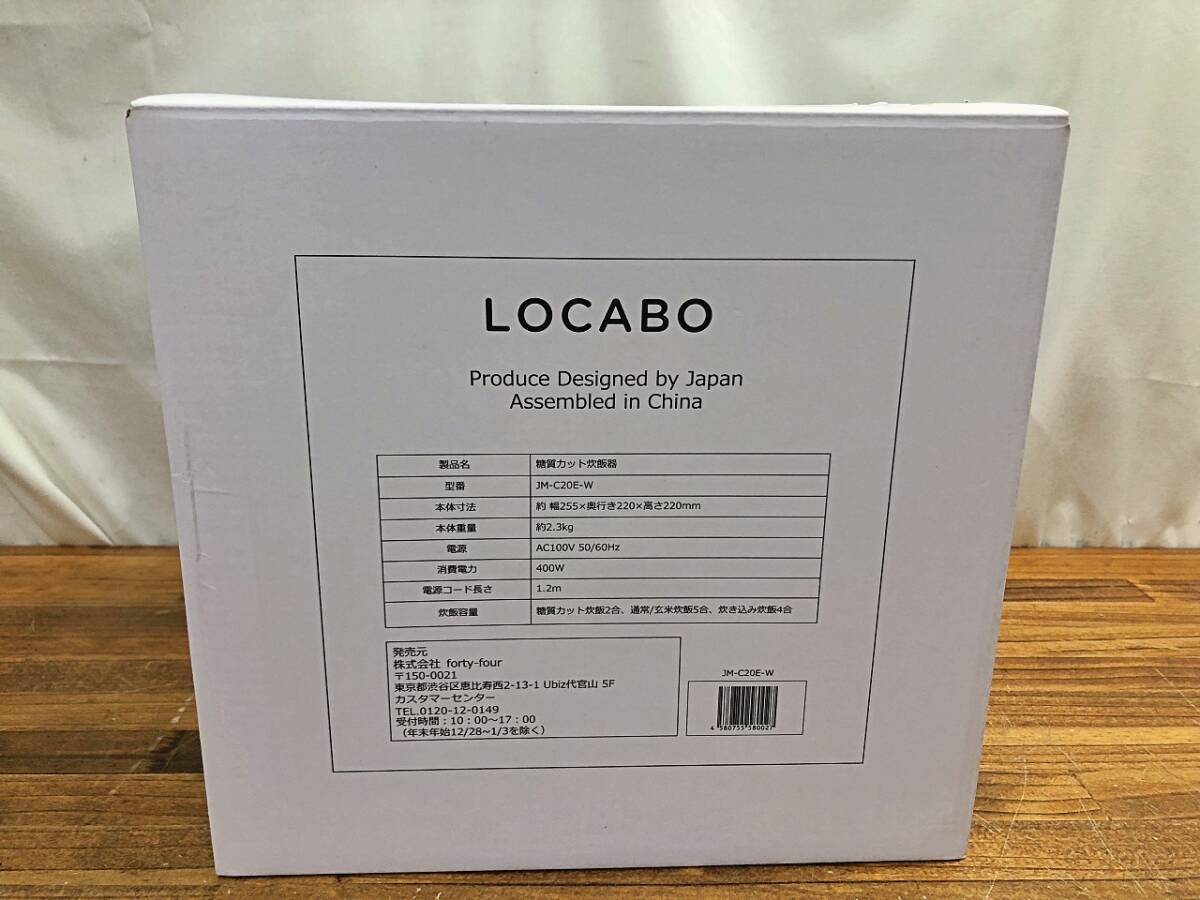 LOCABO
Produce Designed by Japan
Assembled in China
製品名 糖質カット炊飯器
型番 JM-C20E-W
本体寸法 約 幅255×奥行き220×高さ220mm
本体重量 約2.3kg
電源 AC100V 50/60Hz
消費電力 400W
電源コード長さ 1.2m
炊飯容量 糖質カット炊飯2合、通常/玄米炊飯5合、炊き込み炊飯4合
発売元
株式会社 forty-four
〒150-0021
東京都渋谷区恵比寿西2-13-1 Ubiz代官山 5F
カスタマーセンター
TEL.0120-12-0149
受付時間：10：00～17：00
（年末年始12/28~1/3を除く）
JM-C20E-W
4 580755 580027